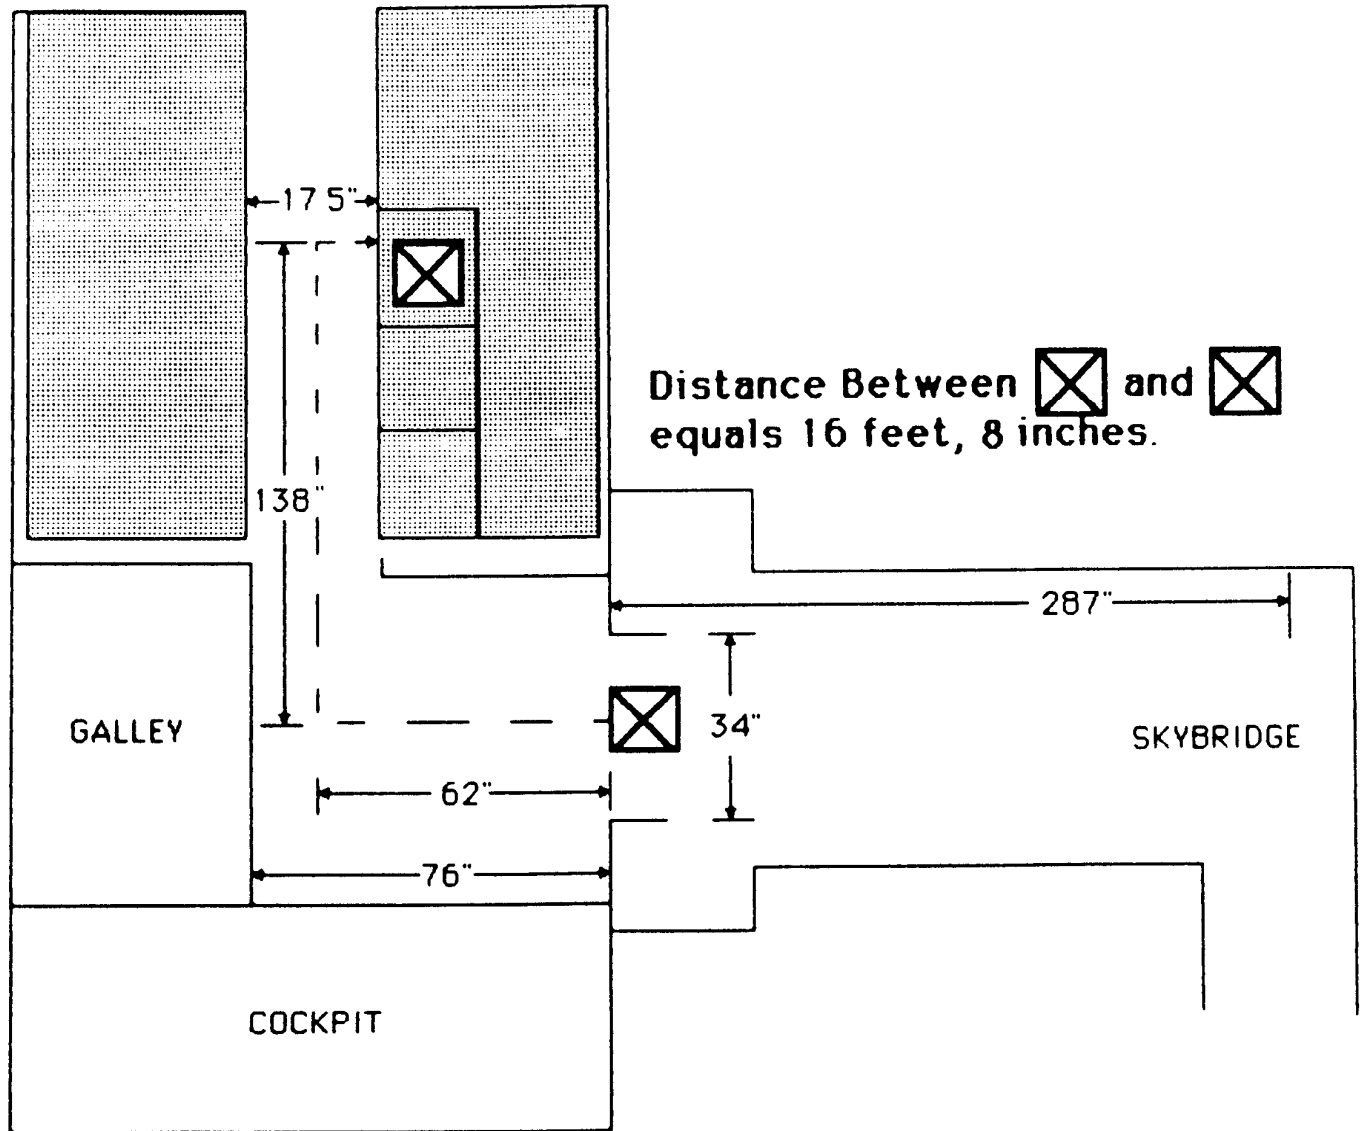 17 5"
138"
Distance Between and
equals 16 feet, 8 inches.
287"
GALLEY
34"
SKYBRIDGE
62"
76"
COCKPIT